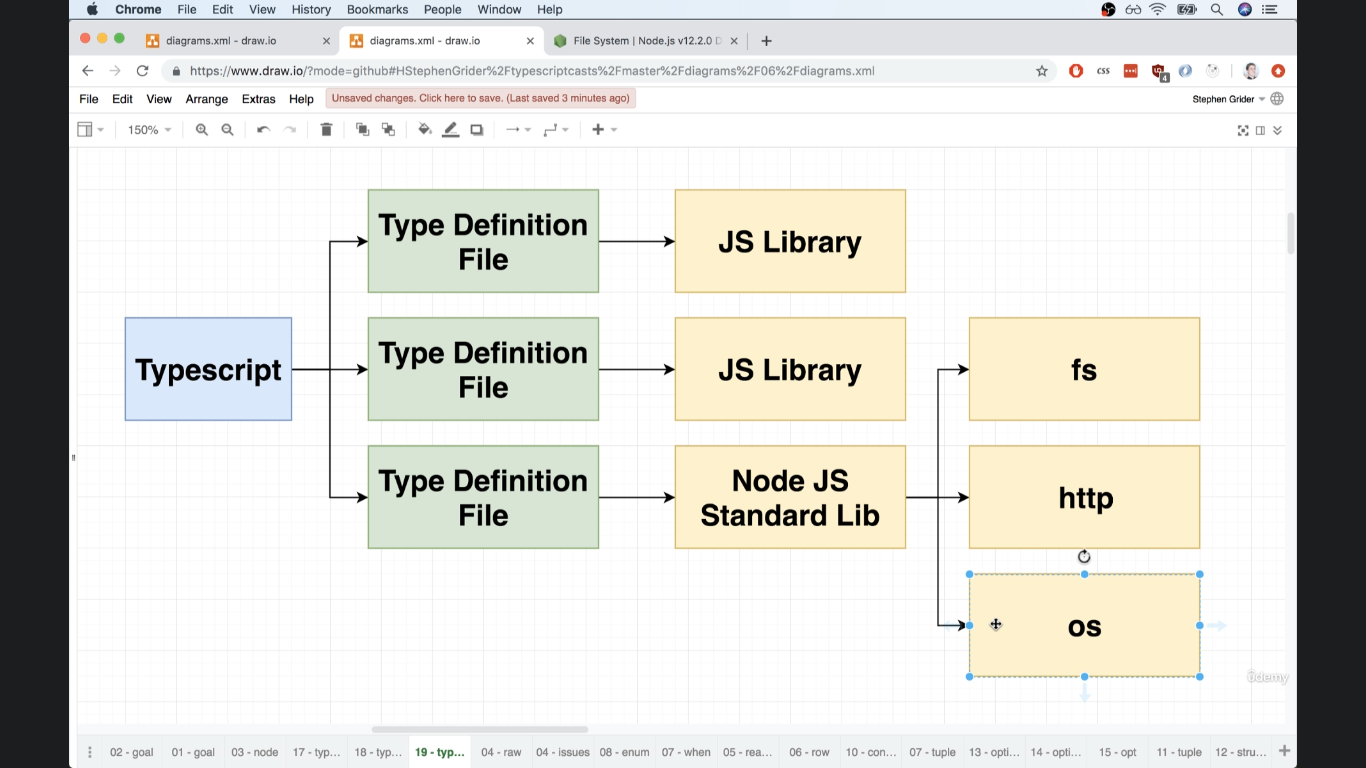 Chrome File Edit View History Bookmarks People Window Help
diagrams.xml - draw.io
diagrams.xml - draw.io
File System | Node.js v12.2.0 D
https://www.draw.io/?mode=github#HStephenGrider%2Ftypescriptcasts%2Fmaster%2Fdiagrams%2F06%2Fdiagrams.xml
css
4
File Edit View Arrange Extras Help
Unsaved changes. Click here to save. (Last saved 3 minutes ago)
Stephen Grider
150%
Type Definition
File
JS Library
Typescript
Type Definition
File
JS Library
fs
Type Definition
File
Node JS
Standard Lib
http
os
ûdemy
02 - goal 01 - goal 03 - node 17 - typ... 18 - typ... 19 - typ... 04 - raw 04 - issues 08 - enum 07 - when 05 - rea... 06 - row 10 - con... 07 - tuple 13 - opti... 14 - opti... 15 - opt 11 - tuple 12 - stru...